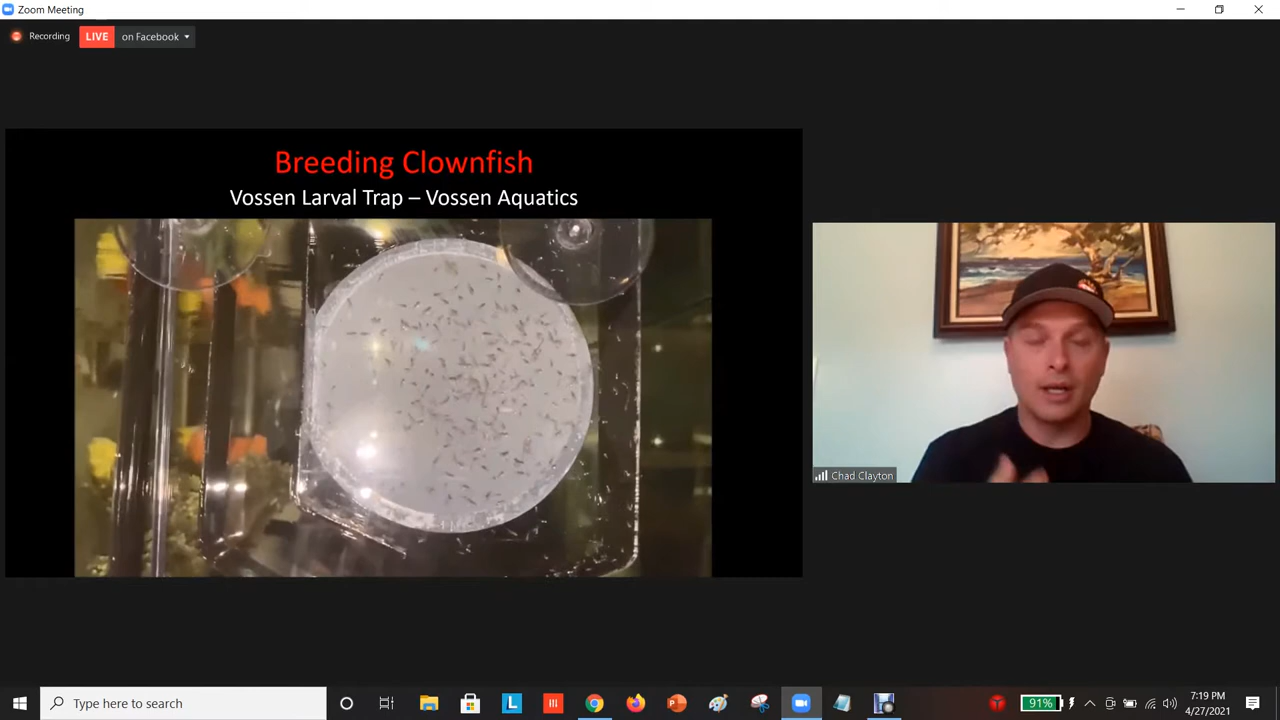 Zoom Meeting
Recording
LIVE
on Facebook
Breeding Clownfish
Vossen Larval Trap – Vossen Aquatics
Chad Clayton
Type here to search
L
91%
7:19 PM
4/27/2021